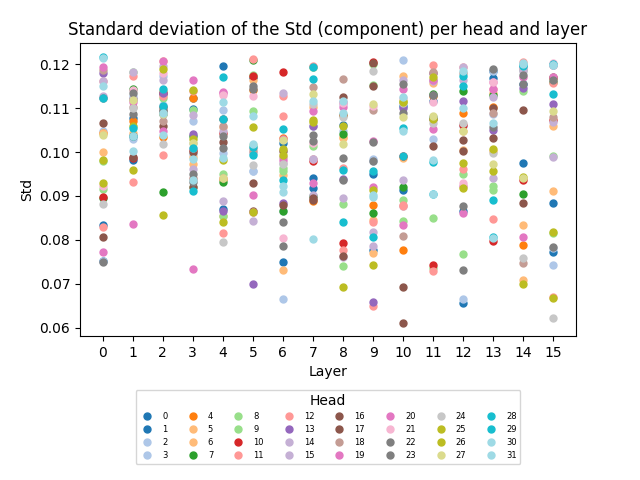 Standard deviation of the Std (component) per head and layer
0.12
0.11
0.10
0.09
0.08
0.07
0.06
Std
0 1 2 3 4 5 6 7 8 9 10 11 12 13 14 15
Layer
Head
0 4 8 12 16 20 24 28
1 5 9 13 17 21 25 29
2 6 10 14 18 22 26 30
3 7 11 15 19 23 27 31